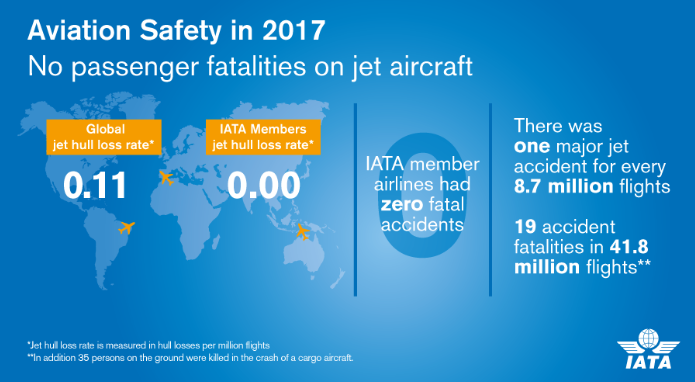 Aviation Safety in 2017
No passenger fatalities on jet aircraft
Global
jet hull loss rate*
0.11
IATA Members
jet hull loss rate*
0.00
0
IATA member
airlines had
zero fatal
accidents
There was
one major jet
accident for every
8.7 million flights
19 accident
fatalities in 41.8
million flights**
*Jet hull loss rate is measured in hull losses per million flights
**In addition 35 persons on the ground were killed in the crash of a cargo aircraft.
IATA